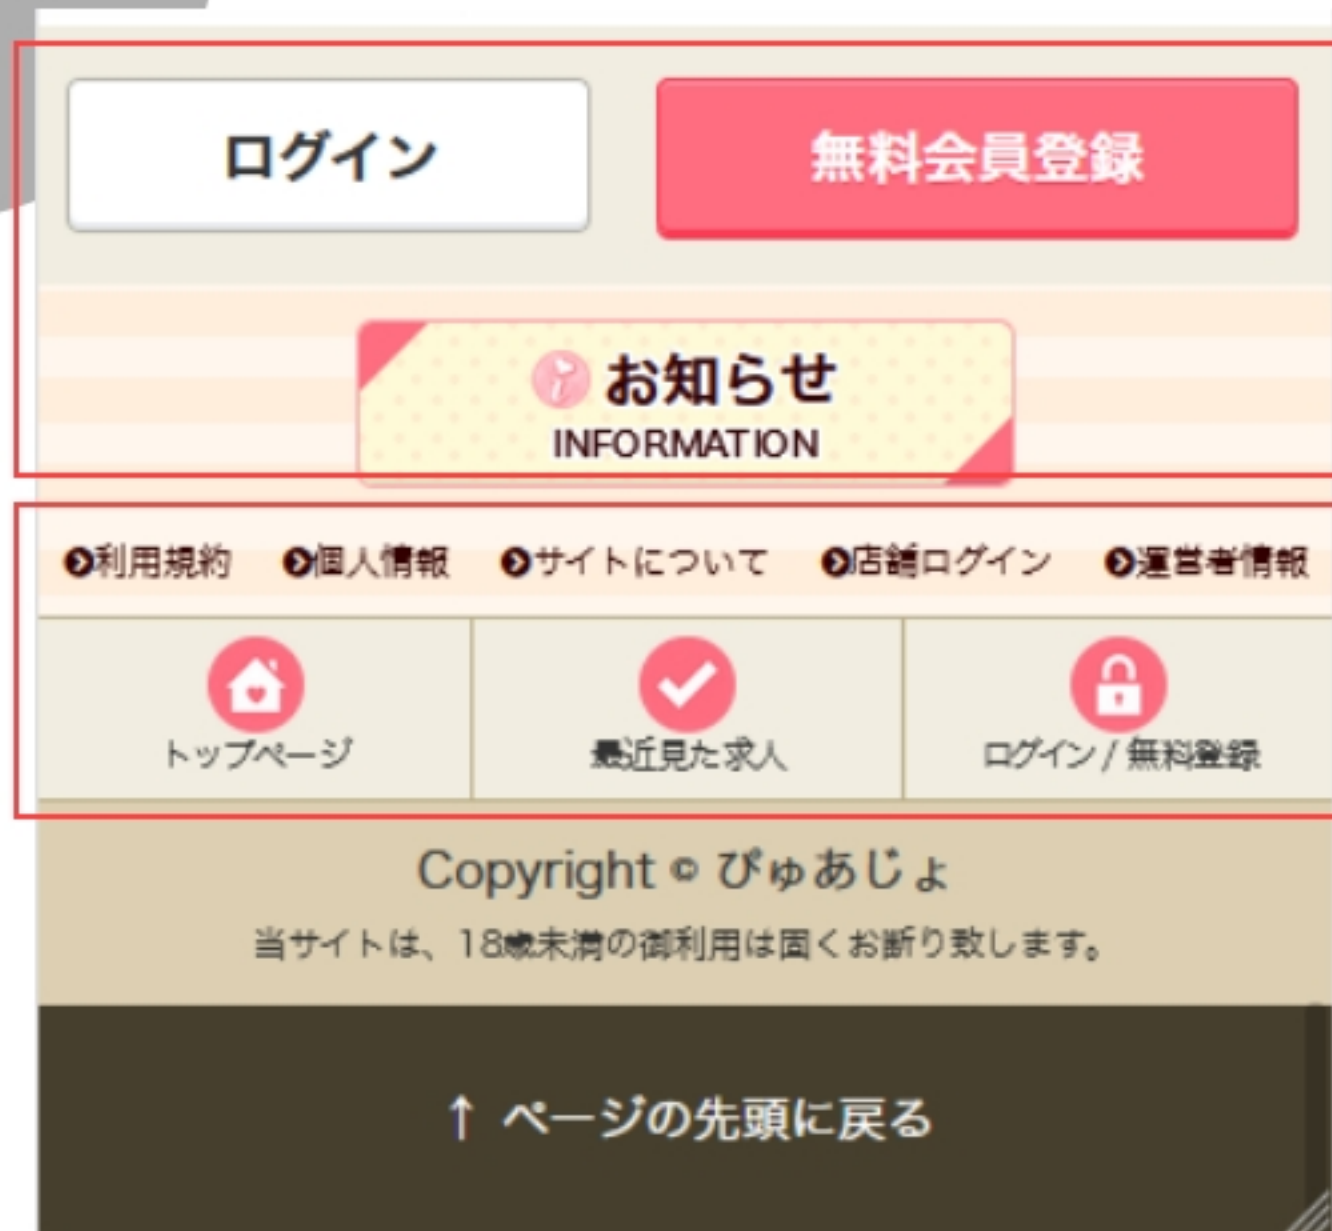 ログイン 無料会員登録
お知らせ
INFORMATION
利用規約 個人情報 サイトについて 店舗ログイン 運営者情報
トップページ 最近見た求人 ログイン / 無料登録
Copyright © ぴゅあじょ
当サイトは、18歳未満の御利用は固くお断り致します。
↑ ページの先頭に戻る